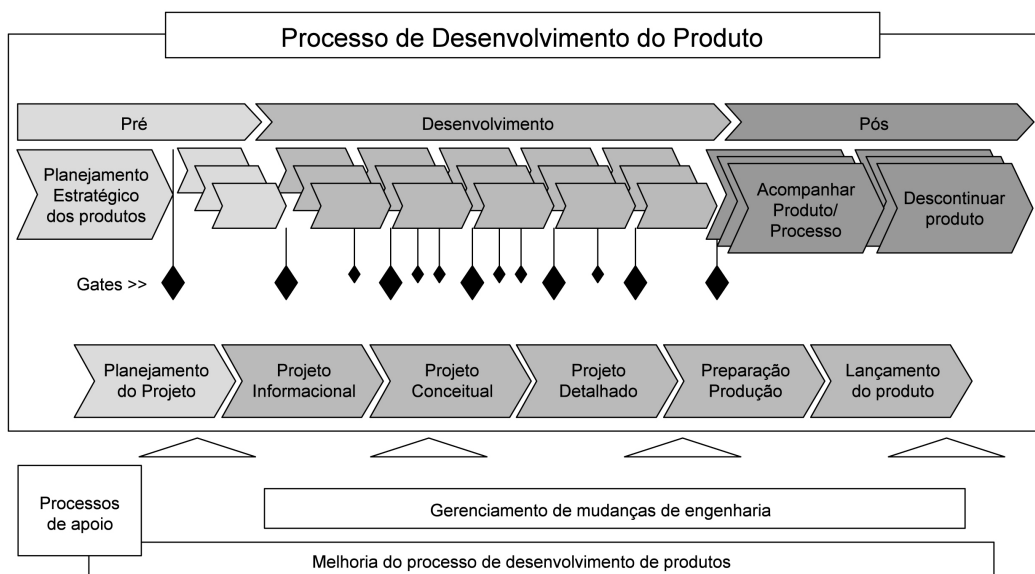 Processo de Desenvolvimento do Produto
Pré
Desenvolvimento
Pós
Planejamento
Estratégico
dos produtos
Acompanhar
Produto/
Processo
Descontinuar
produto
Gates >>
Planejamento
do Projeto
Projeto
Informacional
Projeto
Conceitual
Projeto
Detalhado
Preparação
Produção
Lançamento
do produto
Processos
de apoio
Gerenciamento de mudanças de engenharia
Melhoria do processo de desenvolvimento de produtos